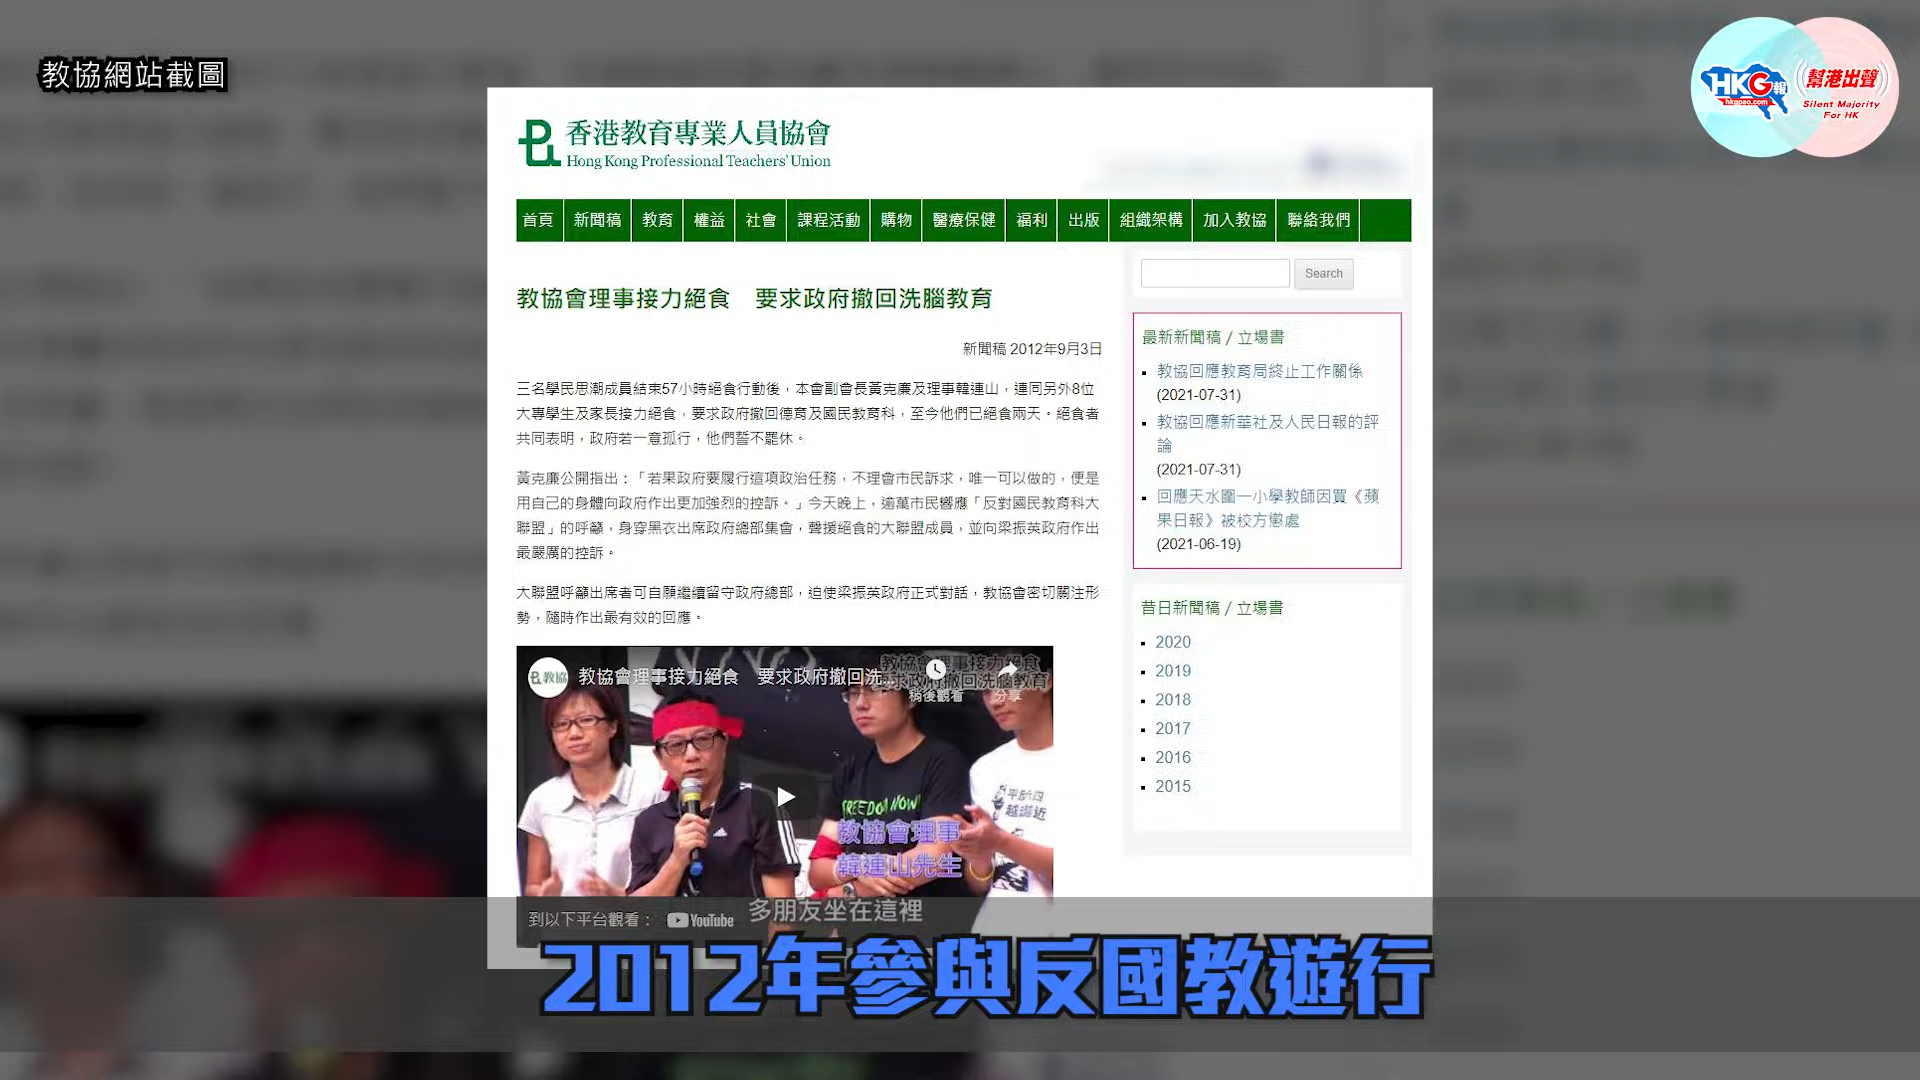 教協網站截圖
HKG報
hkgpao.com
幫港出聲
Silent Majority
For HK
香港教育專業人員協會
Hong Kong Professional Teachers' Union
首頁 新聞稿 教育 權益 社會 課程活動 購物 醫療保健 福利 出版 組織架構 加入教協 聯絡我們
Search
教協會理事接力絕食　要求政府撤回洗腦教育
新聞稿 2012年9月3日
三名學民思潮成員結束57小時絕食行動後，本會副會長黃克廉及理事韓連山，連同另外8位
大專學生及家長接力絕食，要求政府撤回德育及國民教育科，至今他們已絕食兩天。絕食者
共同表明，政府若一意孤行，他們誓不罷休。
黃克廉公開指出：「若果政府要履行這項政治任務，不理會市民訴求，唯一可以做的，便是
用自己的身體向政府作出更加強烈的控訴。」今天晚上，逾萬市民響應「反對國民教育科大
聯盟」的呼籲，身穿黑衣出席政府總部集會，聲援絕食的大聯盟成員，並向梁振英政府作出
最嚴厲的控訴。
大聯盟呼籲出席者可自願繼續留守政府總部，迫使梁振英政府正式對話，教協會密切關注形
勢，隨時作出最有效的回應。
最新新聞稿 / 立場書
教協回應教育局終止工作關係
(2021-07-31)
教協回應新華社及人民日報的評
論
(2021-07-31)
回應天水圍一小學教師因買《蘋
果日報》被校方懲處
(2021-06-19)
昔日新聞稿 / 立場書
2020
2019
2018
2017
2016
2015
教協
教協會理事接力絕食　要求政府撤回洗...
教協會理事接力絕食
要求政府撤回洗腦教育
稍後觀看
分享
FREEDOM NOW!
教協會理事
韓連山先生
多朋友坐在這裡
到以下平台觀看：
YouTube
2012年參與反國教遊行